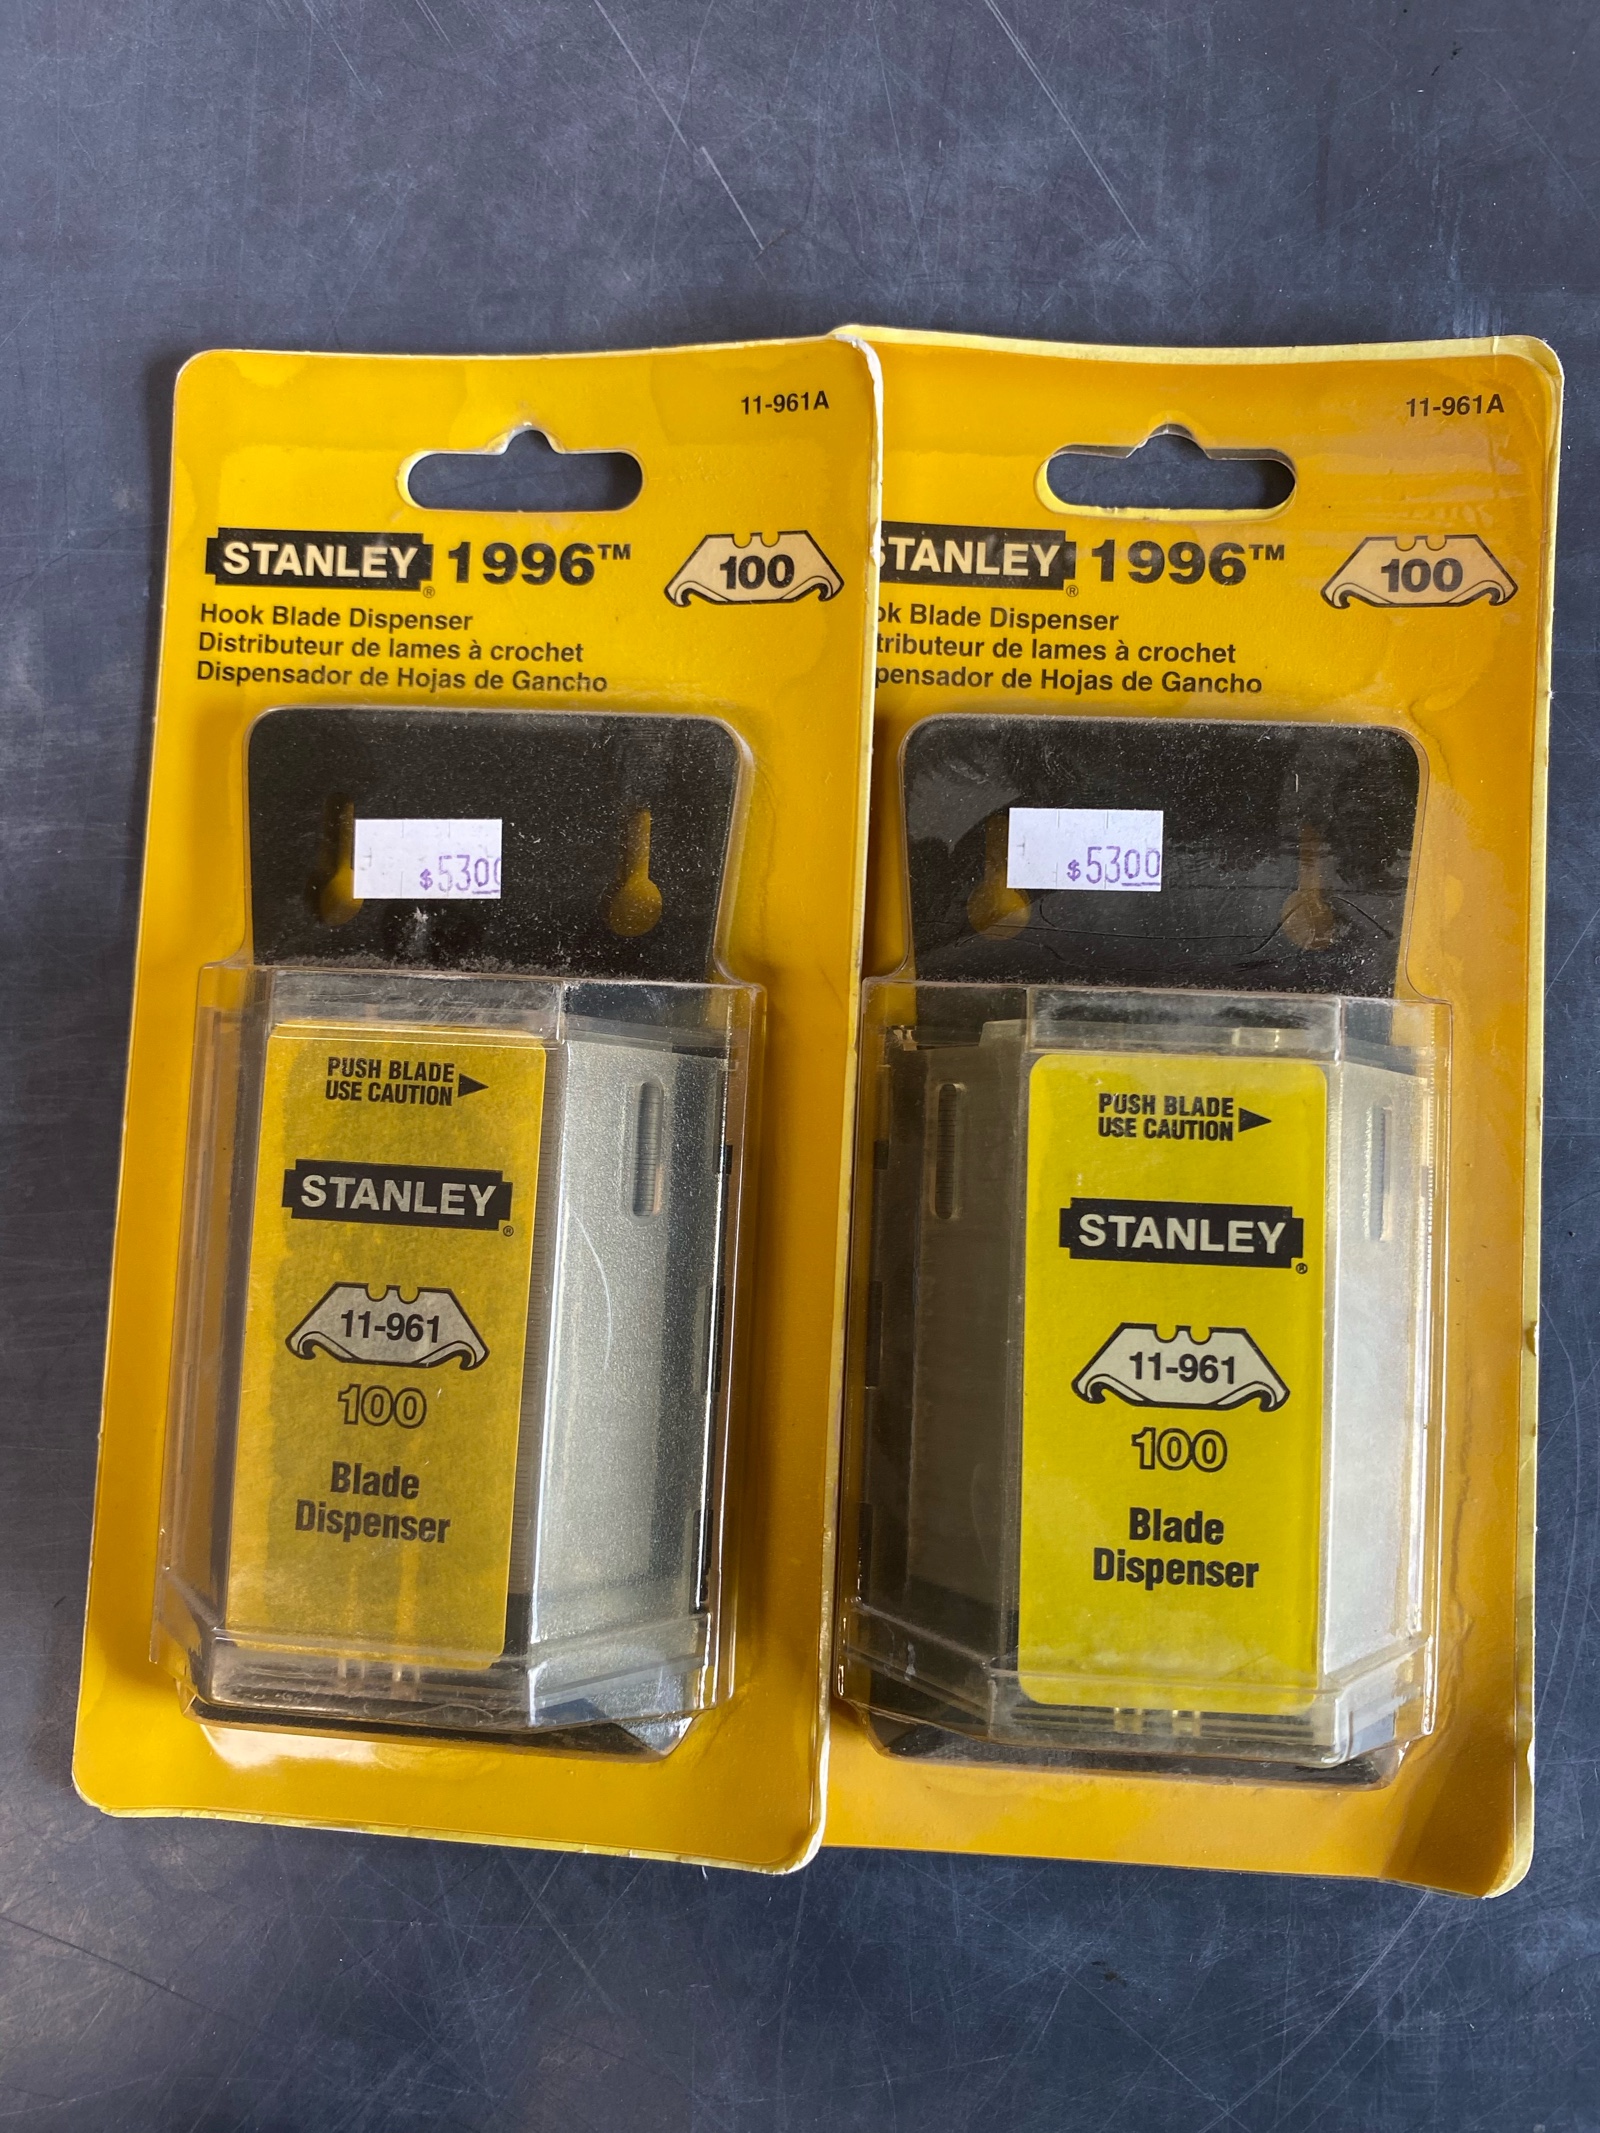 11-961A
STANLEY® 1996™
100
Hook Blade Dispenser
Distributeur de lames à crochet
Dispensador de Hojas de Gancho
$5300
PUSH BLADE
USE CAUTION
STANLEY®
11-961
100
Blade
Dispenser
11-961A
STANLEY® 1996™
100
ok Blade Dispenser
tributeur de lames à crochet
pensador de Hojas de Gancho
$5300
PUSH BLADE
USE CAUTION
STANLEY®
11-961
100
Blade
Dispenser